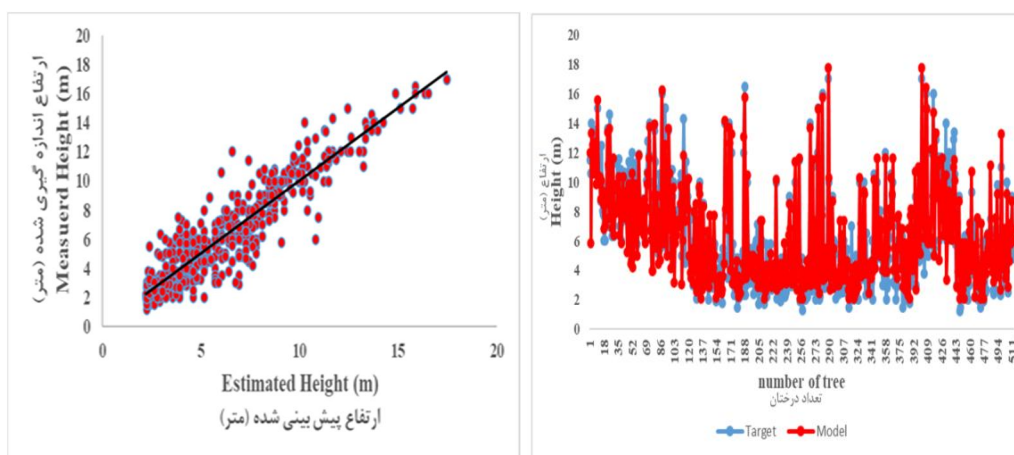 20
18
16
14
12
10
8
6
4
2
0
ارتفاع اندازه گیری شده (متر)
Measuerd Height (m)
0 5 10 15 20
Estimated Height (m)
ارتفاع پیش بینی شده (متر)
20
18
16
14
12
10
8
6
4
2
0
ارتفاع (متر)
Height (m)
1 18 35 52 69 86 103 120 137 154 171 188 205 222 239 256 273 290 307 324 341 358 375 392 409 426 443 460 477 494 511
number of tree
تعداد درختان
Target Model